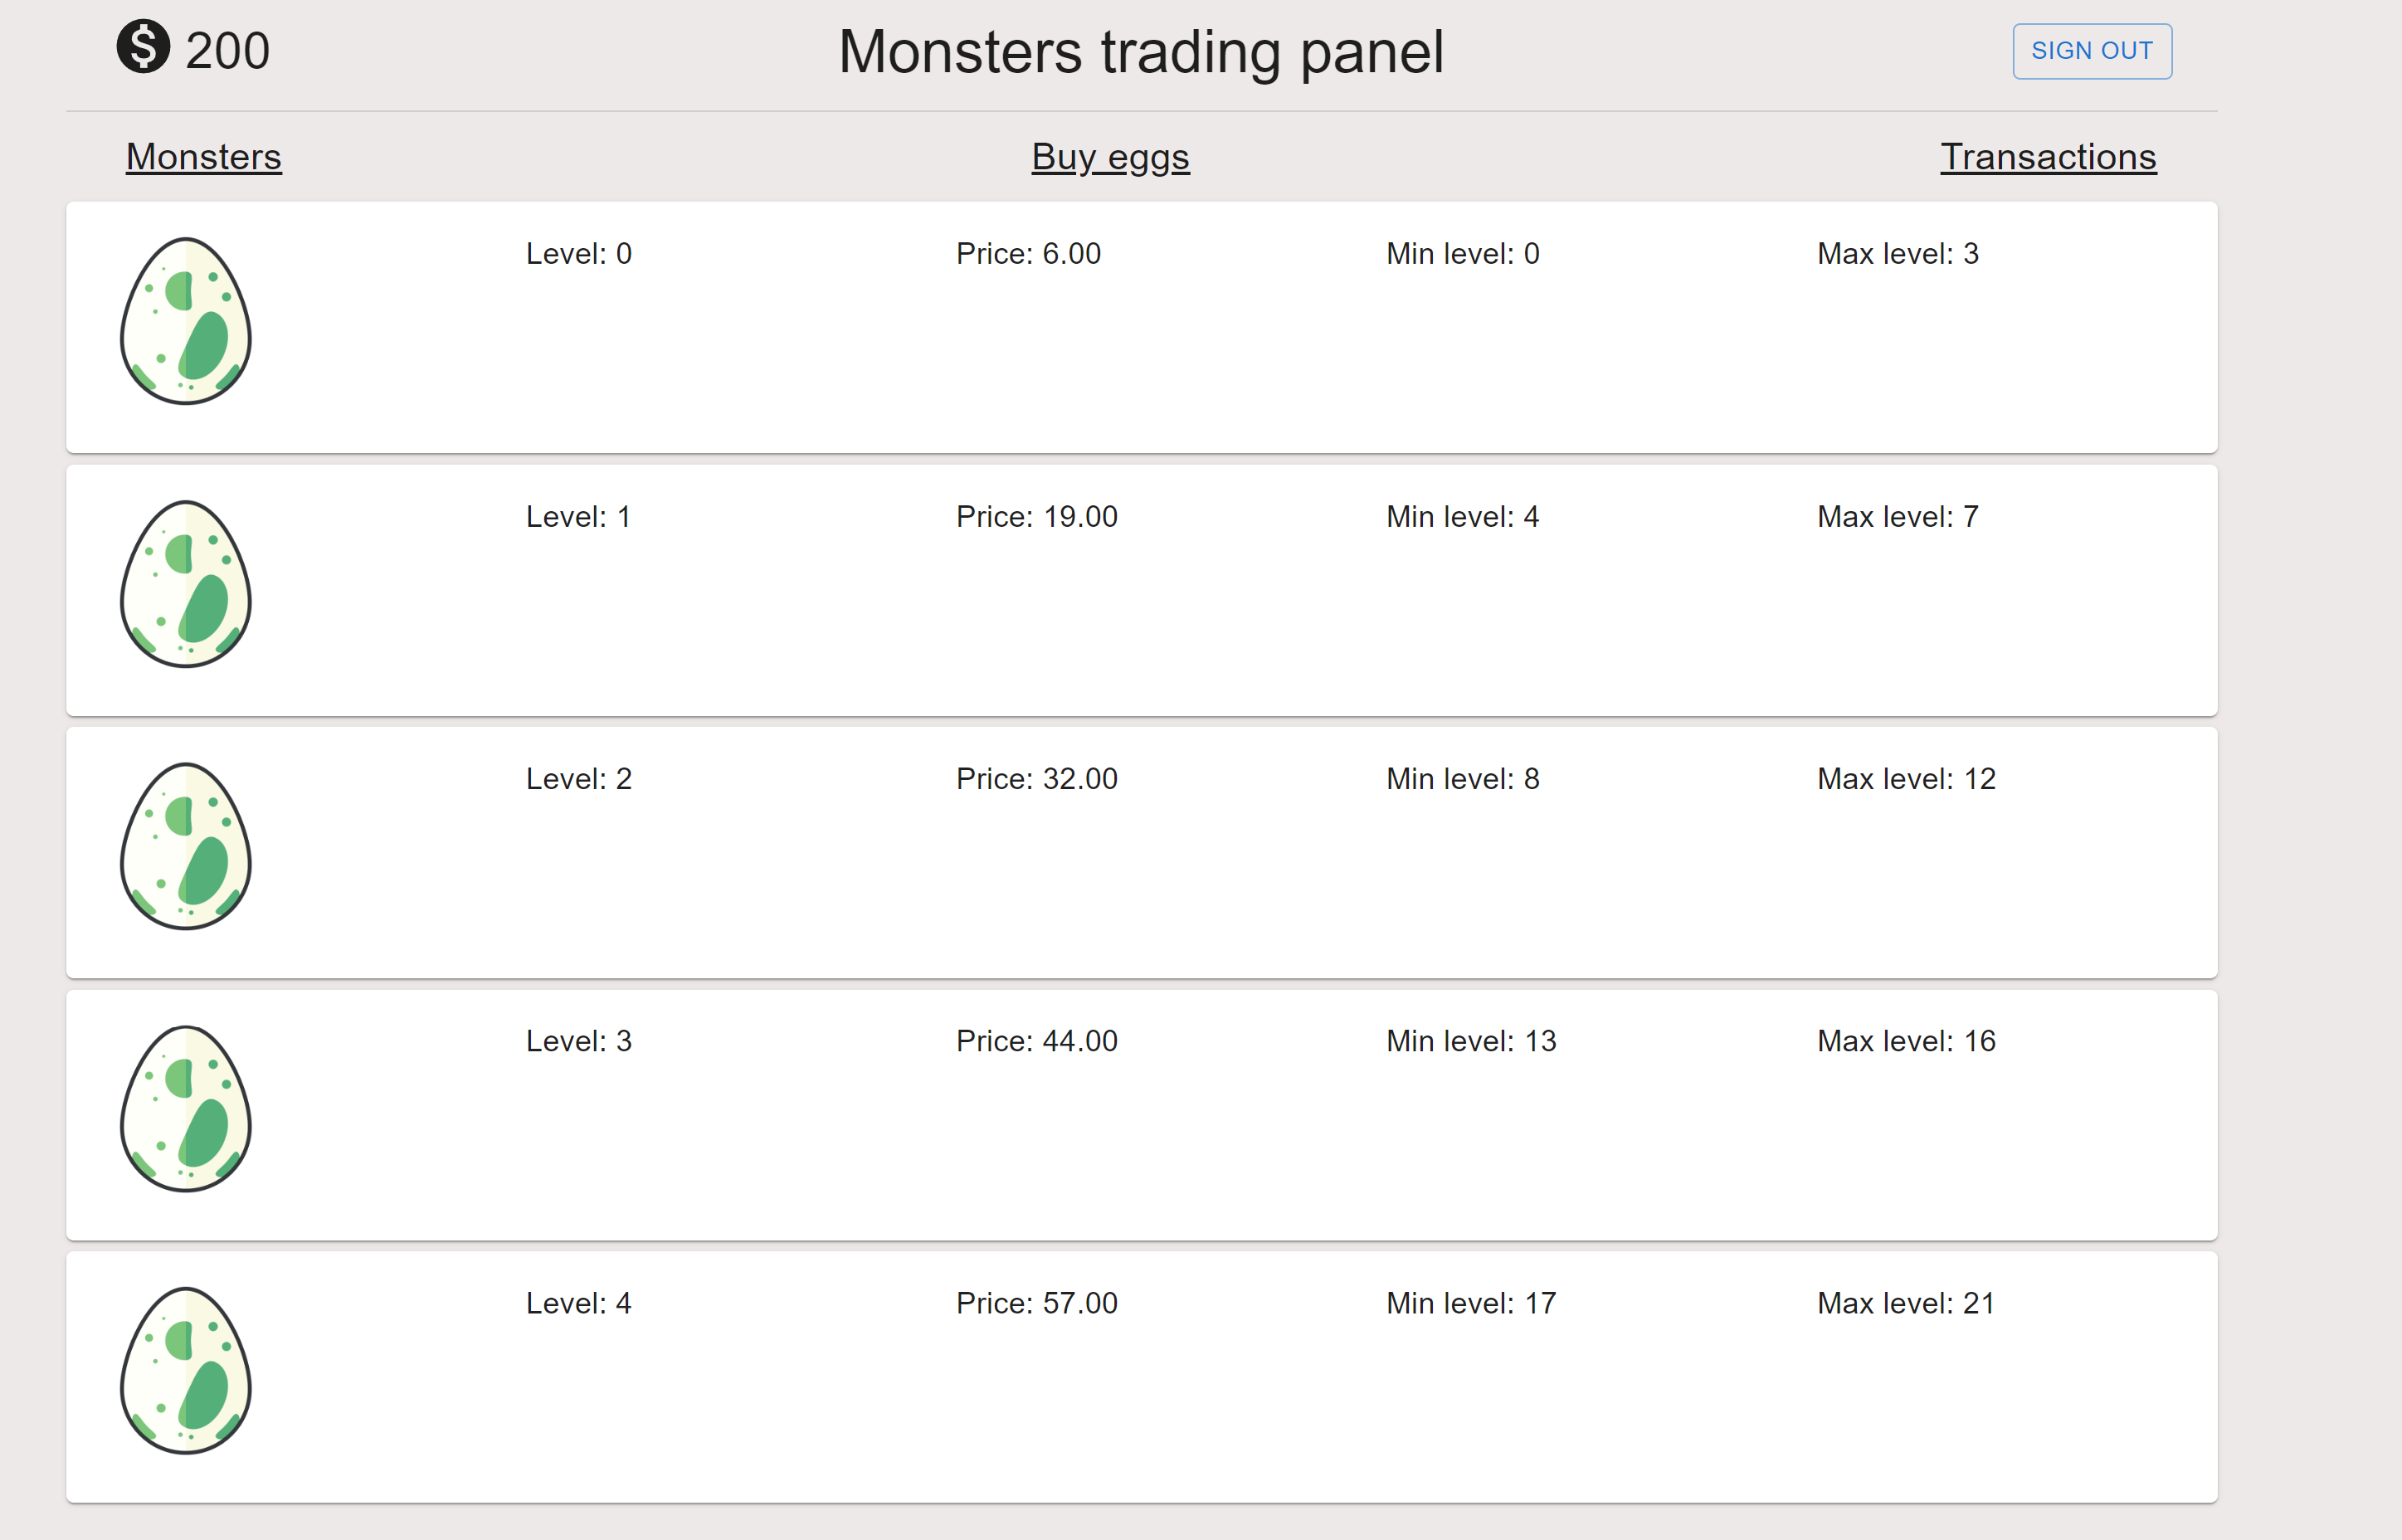 $ 200 Monsters trading panel SIGN OUT
Monsters Buy eggs Transactions
Level: 0 Price: 6.00 Min level: 0 Max level: 3
Level: 1 Price: 19.00 Min level: 4 Max level: 7
Level: 2 Price: 32.00 Min level: 8 Max level: 12
Level: 3 Price: 44.00 Min level: 13 Max level: 16
Level: 4 Price: 57.00 Min level: 17 Max level: 21